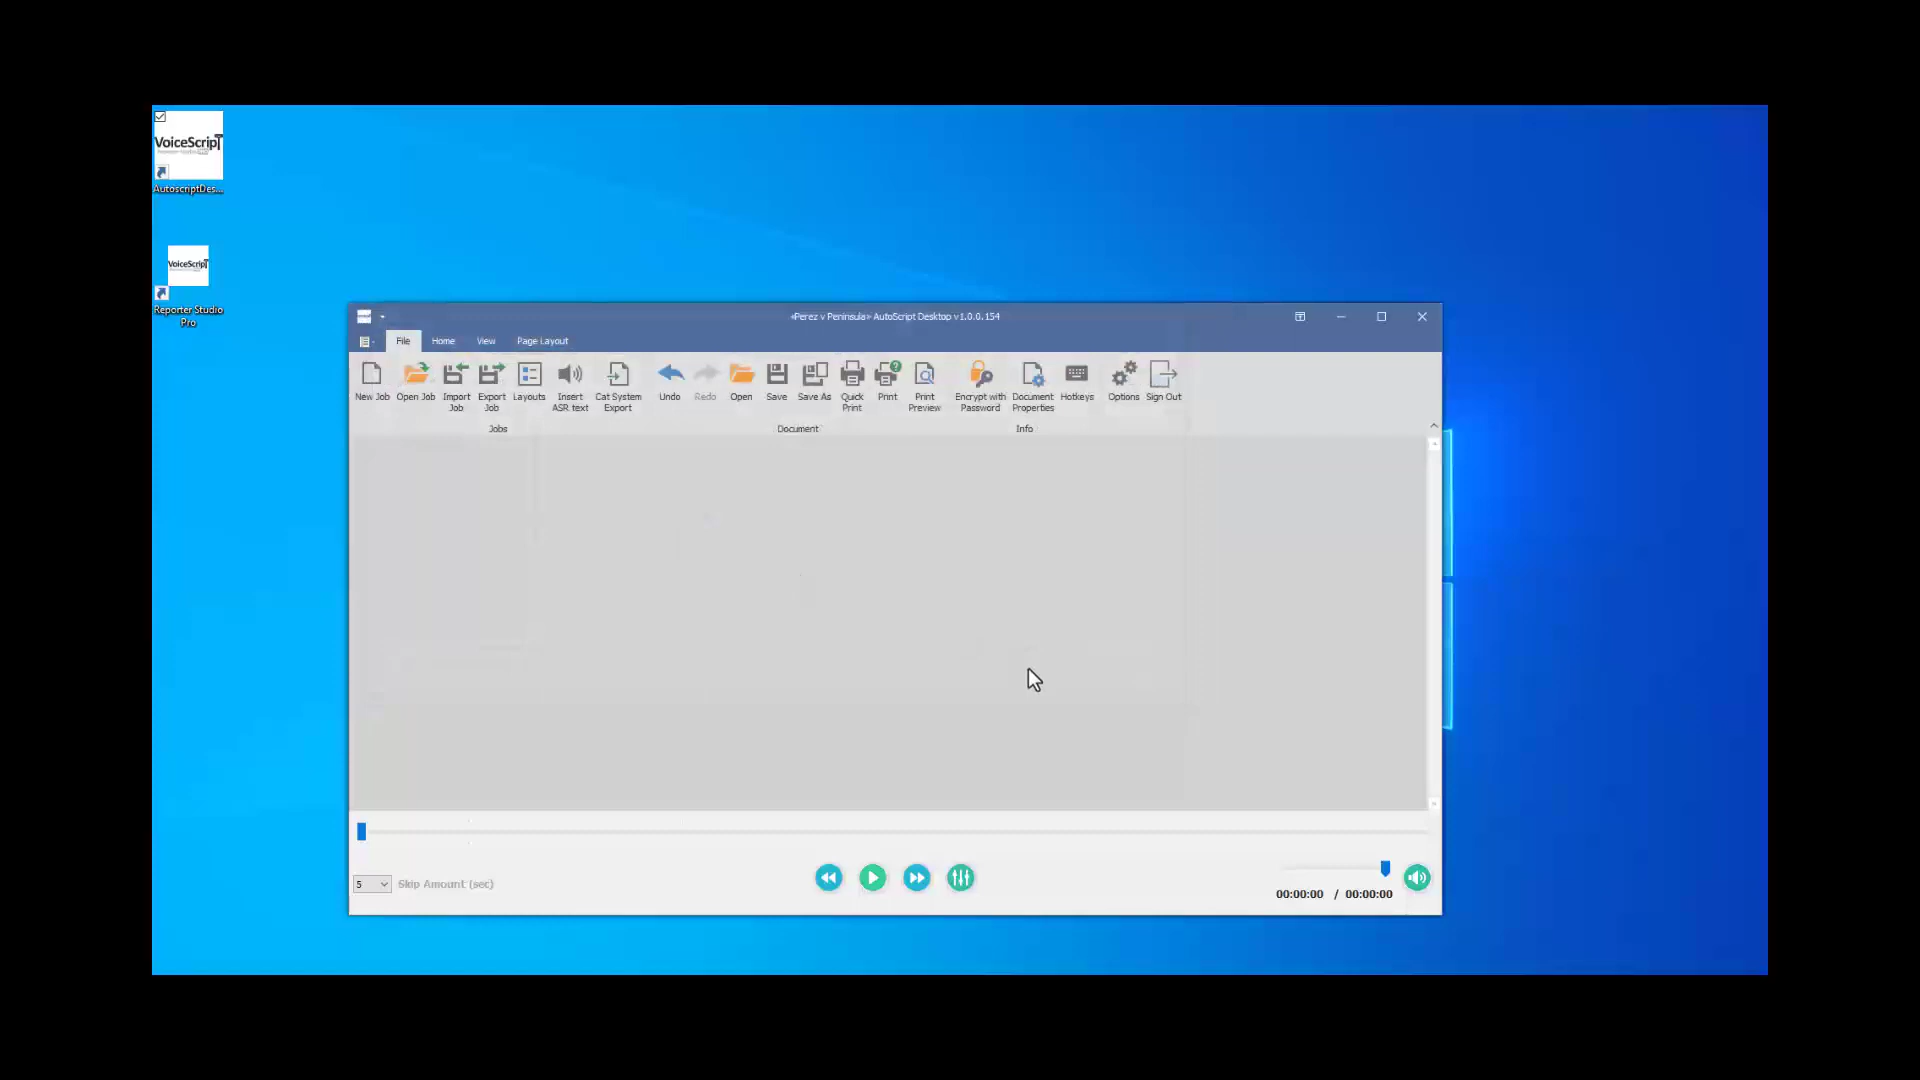 VoiceScript
AutoscriptDes...
VoiceScript
Reporter Studio
Pro
<Perez v Peninsula> AutoScript Desktop v1.0.0.154
File Home View Page Layout
New Job Open Job Import Job Export Job Layouts Insert ASR text Cat System Export Undo Redo Open Save Save As Quick Print Print Print Preview Encrypt with Password Document Properties Hotkeys Options Sign Out
Jobs Document Info
5 Skip Amount (sec)
00:00:00 / 00:00:00